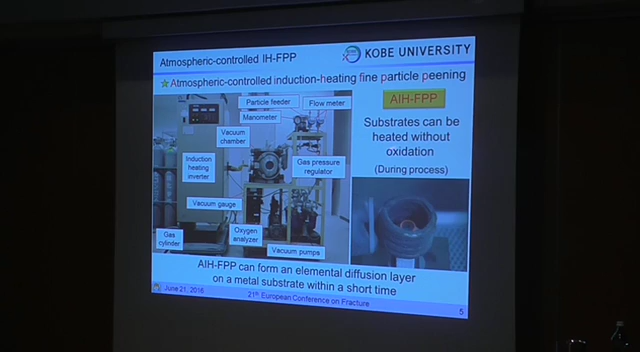 Atmospheric-controlled IH-FPP
KOBE UNIVERSITY
Atmospheric-controlled induction-heating fine particle peening
AIH-FPP
Substrates can be
heated without
oxidation
(During process)
Particle feeder
Flow meter
Manometer
Vacuum
chamber
Induction
heating
inverter
Gas pressure
regulator
Vacuum gauge
Gas
cylinder
Oxygen
analyzer
Vacuum pumps
AIH-FPP can form an elemental diffusion layer
on a metal substrate within a short time
June 21, 2016
21th European Conference on Fracture
5